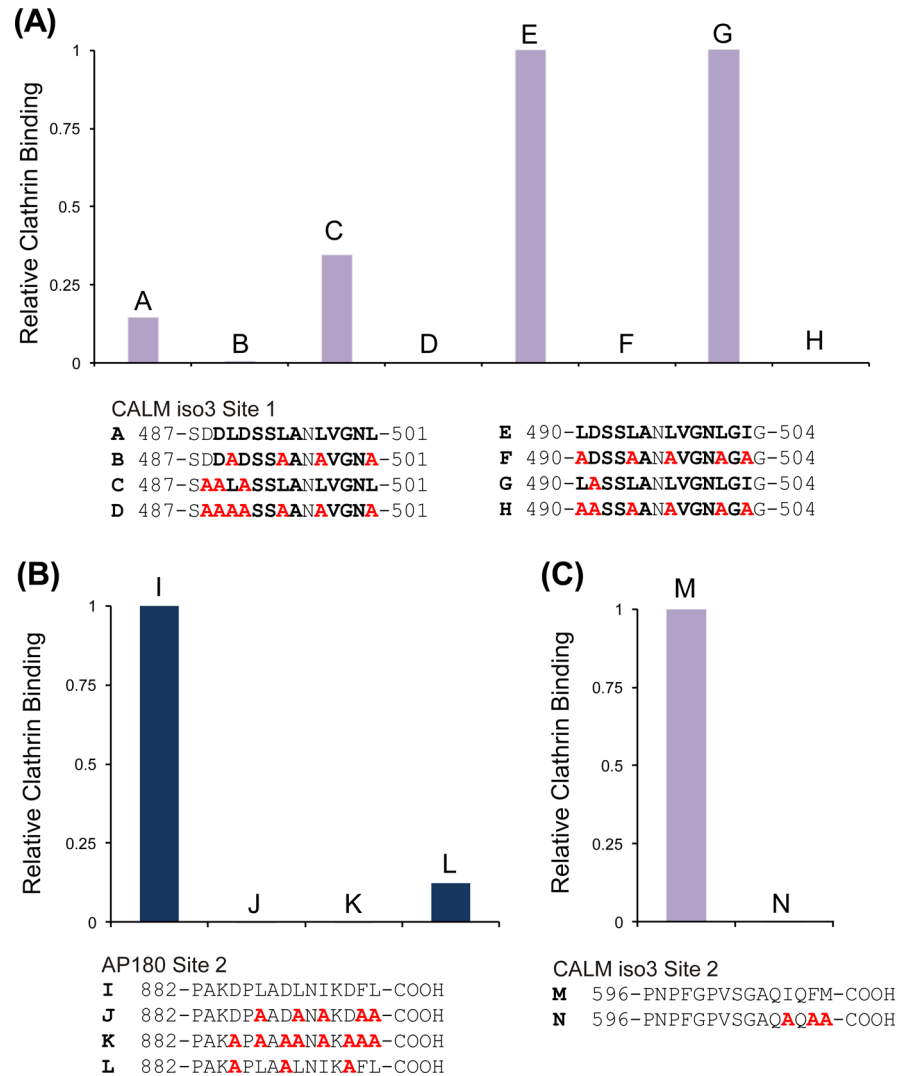 (A)
Relative Clathrin Binding
1
0.75
0.5
0.25
0
A
B
C
D
E
F
G
H
CALM iso3 Site 1
A 487-SDDLDSSLANLVGNL-501
B 487-SDDADSSAANAVGNA-501
C 487-SAALASSLANLVGNL-501
D 487-SAAAASSAANAVGNA-501
E 490-LDSSLANLVGNLGIG-504
F 490-ADSSAANAVGNAGAG-504
G 490-LASSLANLVGNLGIG-504
H 490-AASSAANAVGNAGAG-504
(B)
Relative Clathrin Binding
1
0.75
0.5
0.25
0
I
J
K
L
AP180 Site 2
I 882-PAKDPLADLNIKDFL-COOH
J 882-PAKDPAADANAKDAA-COOH
K 882-PAKAPAAAANAKAAA-COOH
L 882-PAKAPLAALNIKAFL-COOH
(C)
Relative Clathrin Binding
1
0.75
0.5
0.25
0
M
N
CALM iso3 Site 2
M 596-PNPFGPVSGAQIQFM-COOH
N 596-PNPFGPVSGAQAQAA-COOH